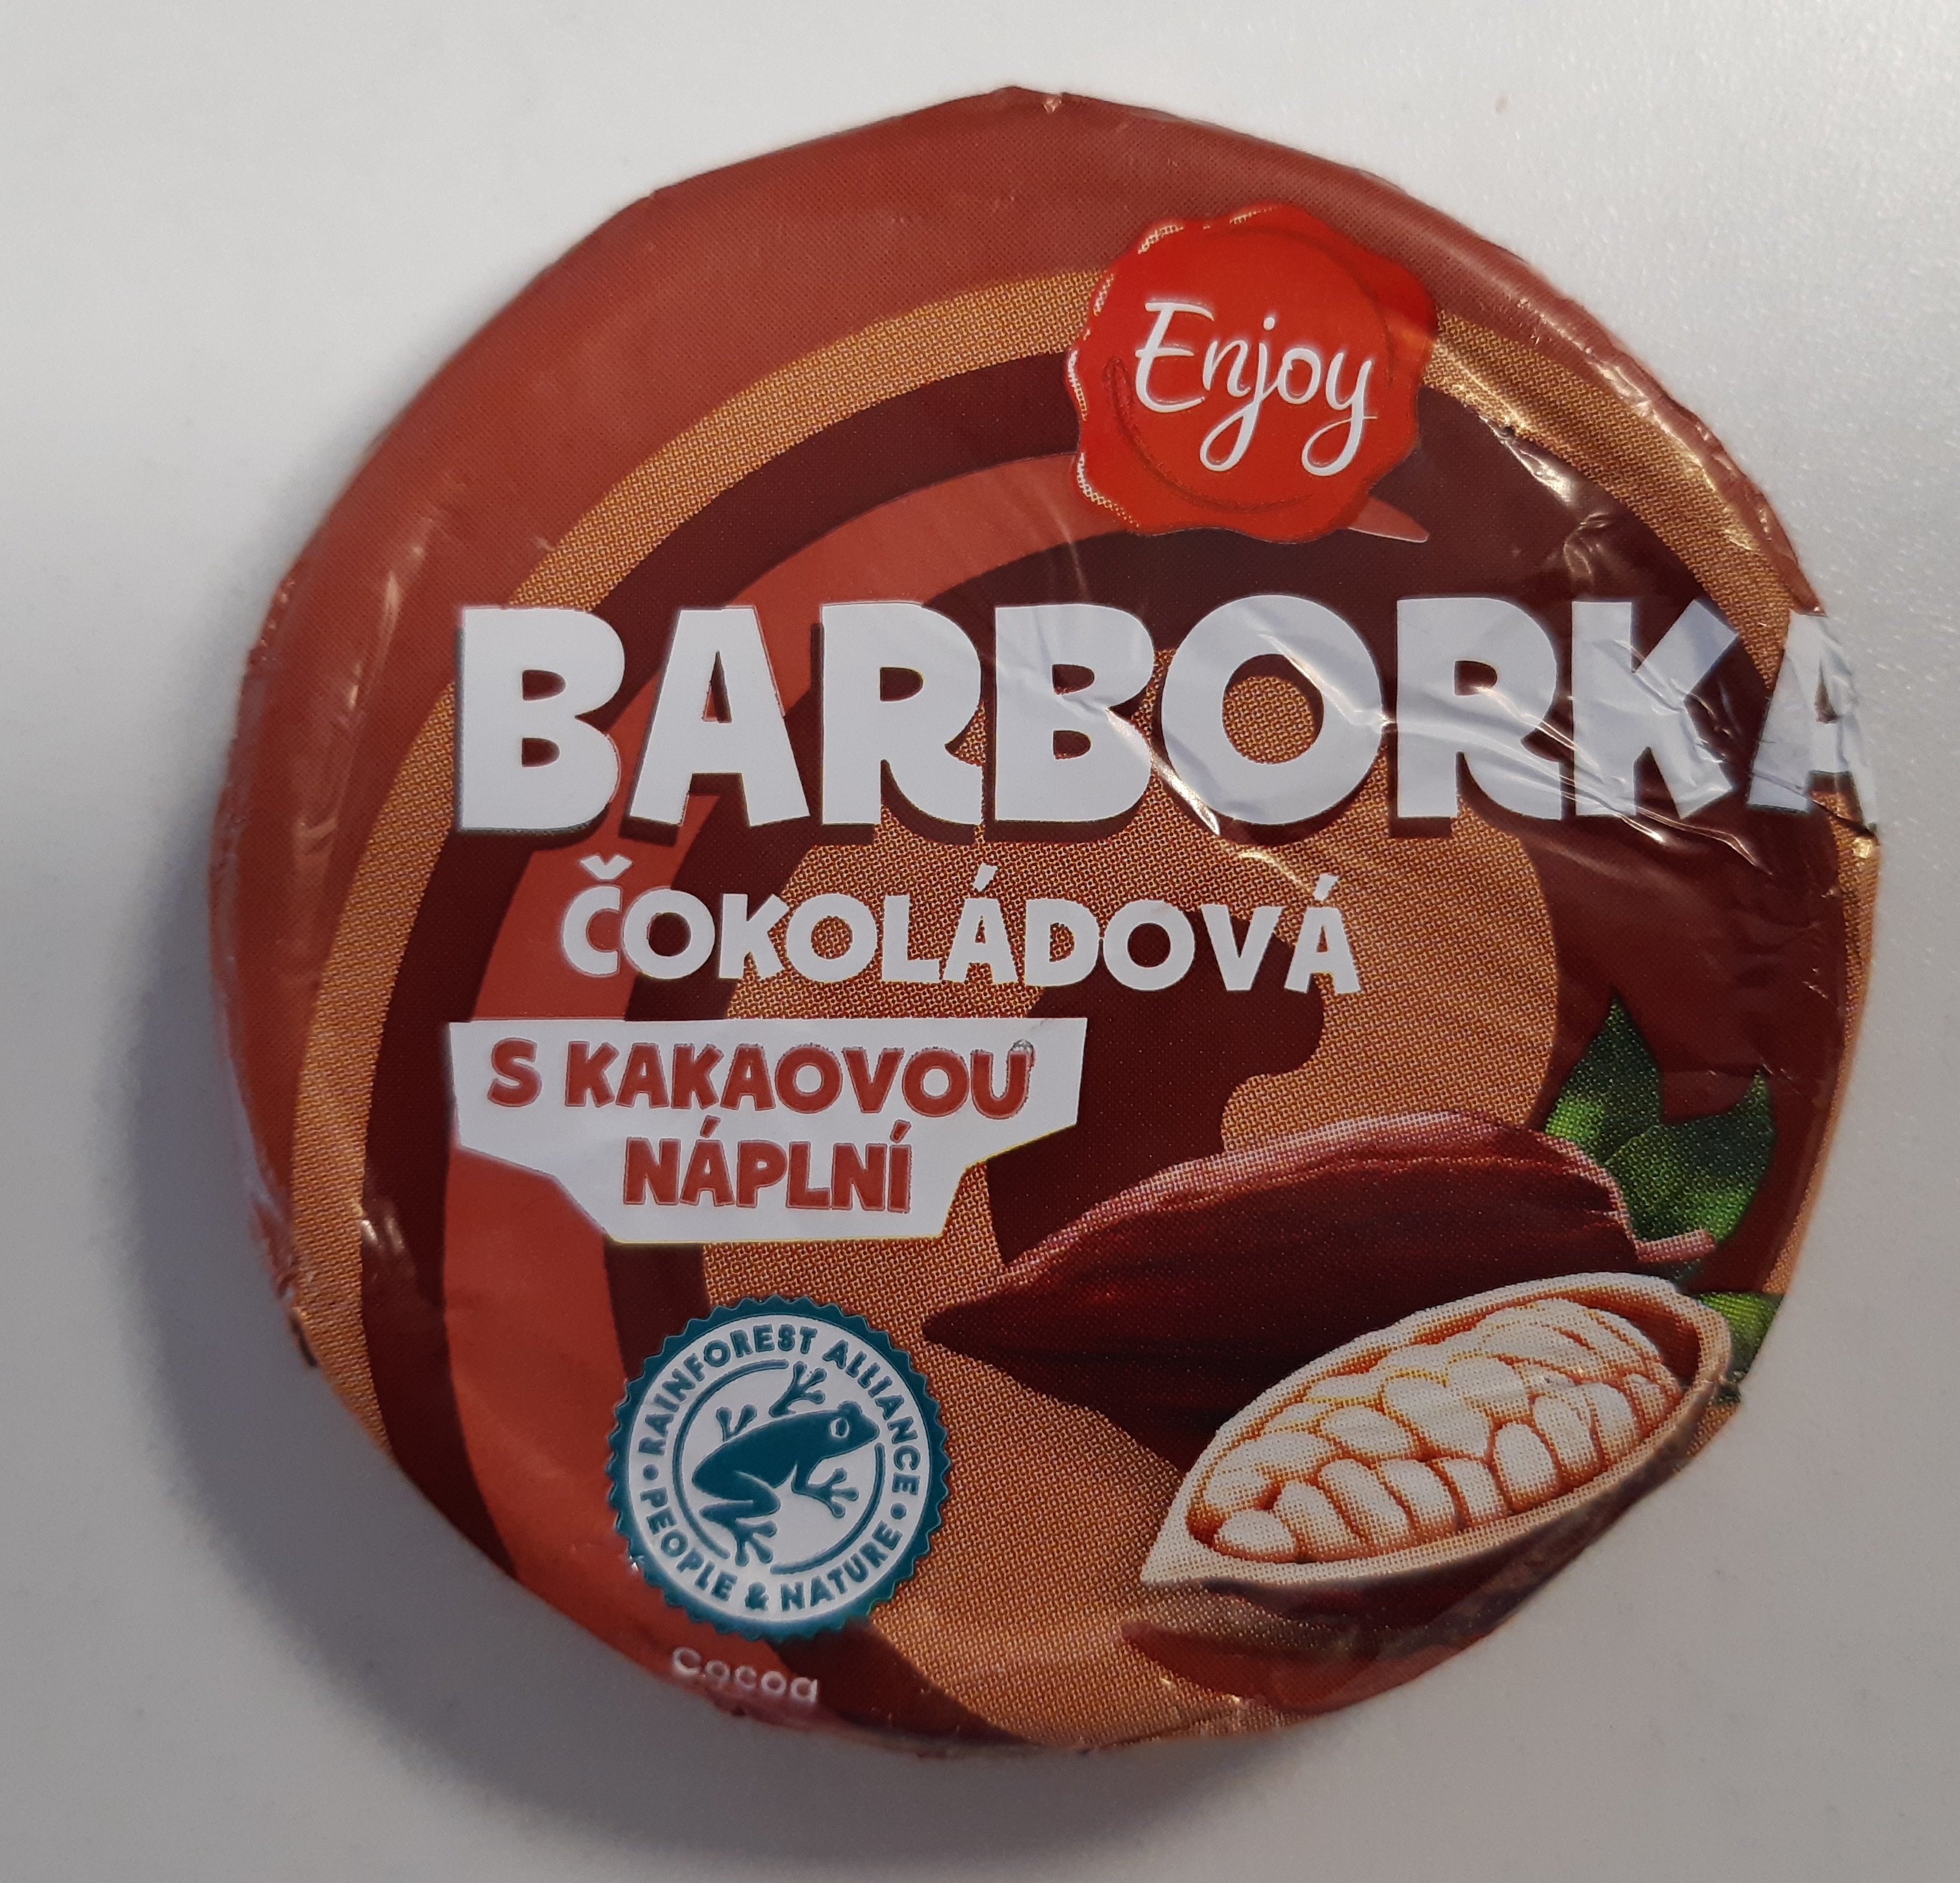 Enjoy
BARBORKA
ČOKOLÁDOVÁ
S KAKAOVOU
NÁPLNÍ
RAINFOREST ALLIANCE
PEOPLE & NATURE
Cocoa